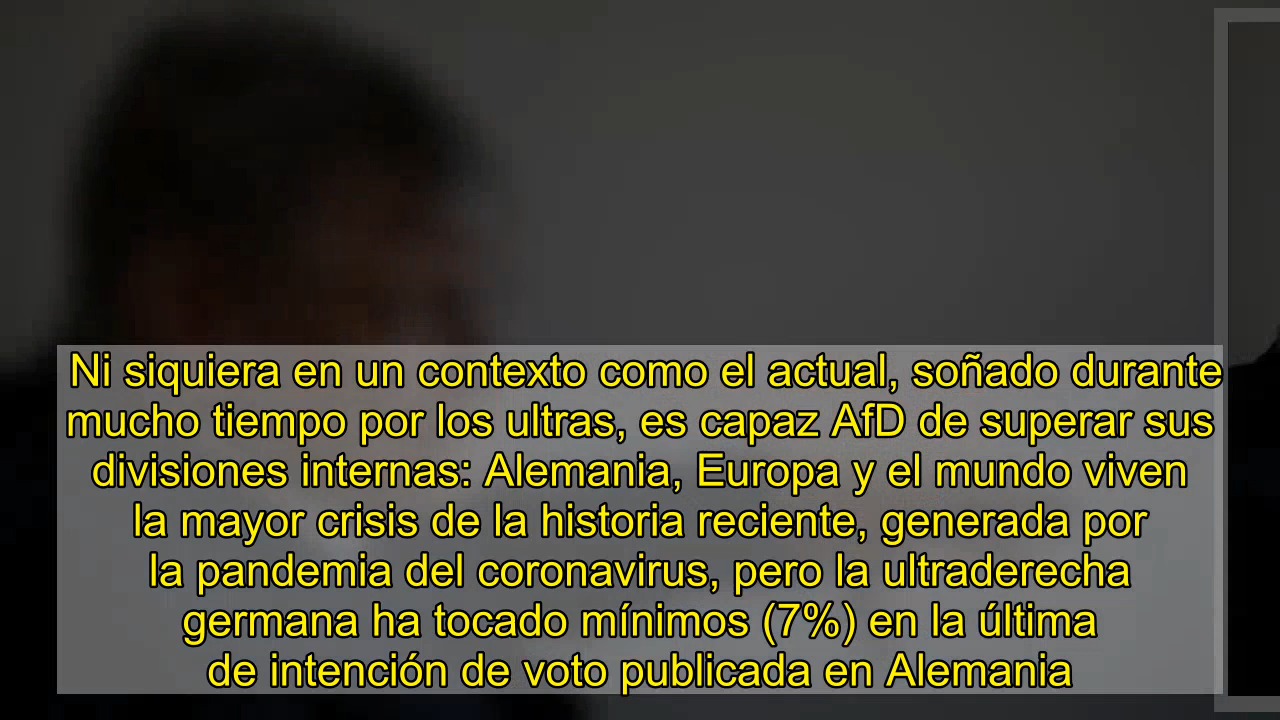 Ni siquiera en un contexto como el actual, soñado durante
mucho tiempo por los ultras, es capaz AfD de superar sus
divisiones internas: Alemania, Europa y el mundo viven
la mayor crisis de la historia reciente, generada por
la pandemia del coronavirus, pero la ultraderecha
germana ha tocado mínimos (7%) en la última
de intención de voto publicada en Alemania